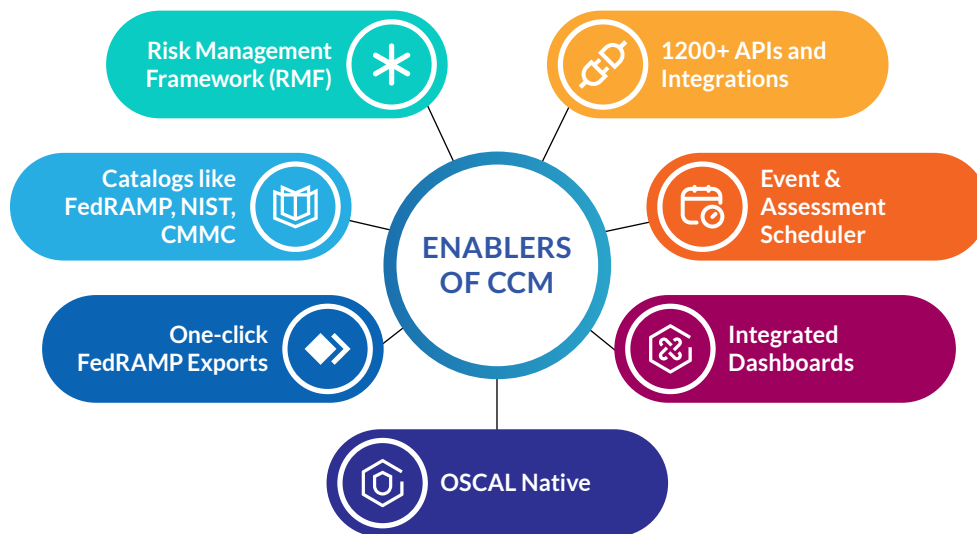 Risk Management
Framework (RMF)
1200+ APIs and
Integrations
Catalogs like
FedRAMP, NIST,
CMMC
Event &
Assessment
Scheduler
ENABLERS
OF CCM
One-click
FedRAMP Exports
Integrated
Dashboards
OSCAL Native